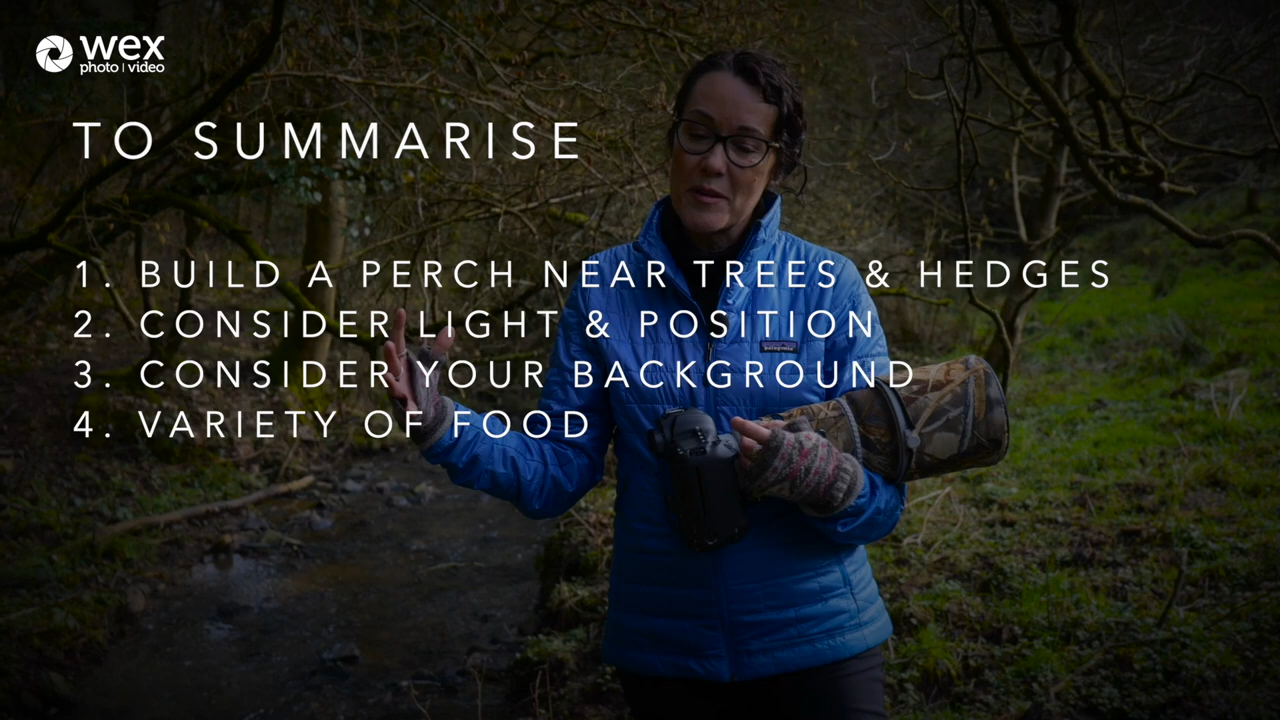 wex
photo | video
TO SUMMARISE
1. BUILD A PERCH NEAR TREES & HEDGES
2. CONSIDER LIGHT & POSITION
3. CONSIDER YOUR BACKGROUND
4. VARIETY OF FOOD
patagonia